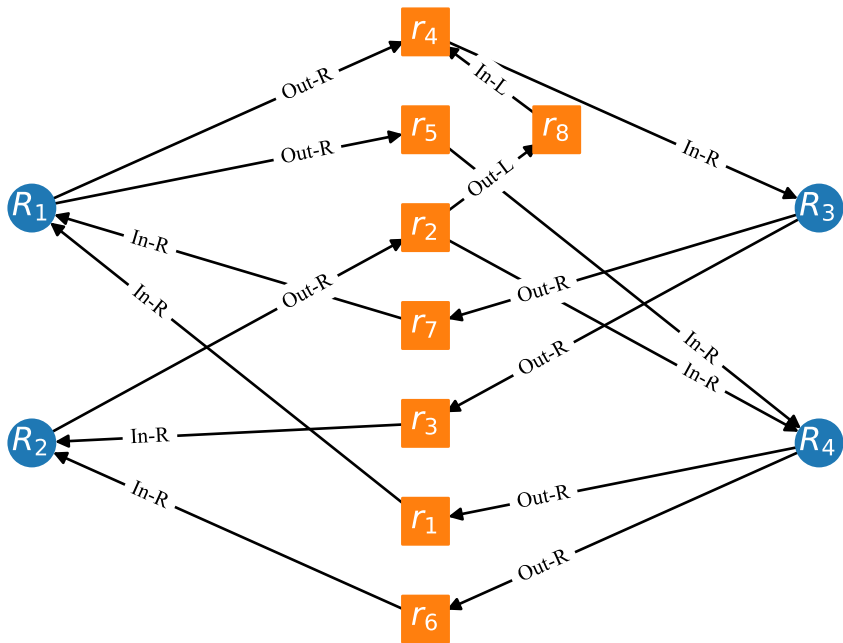 r4
In-L
Out-R
r5
r8
Out-R
In-R
Out-L
R1
R3
r2
In-R
Out-R
Out-R
In-R
r7
In-R
Out-R
In-R
r3
R2
In-R
R4
In-R
Out-R
r1
Out-R
r6